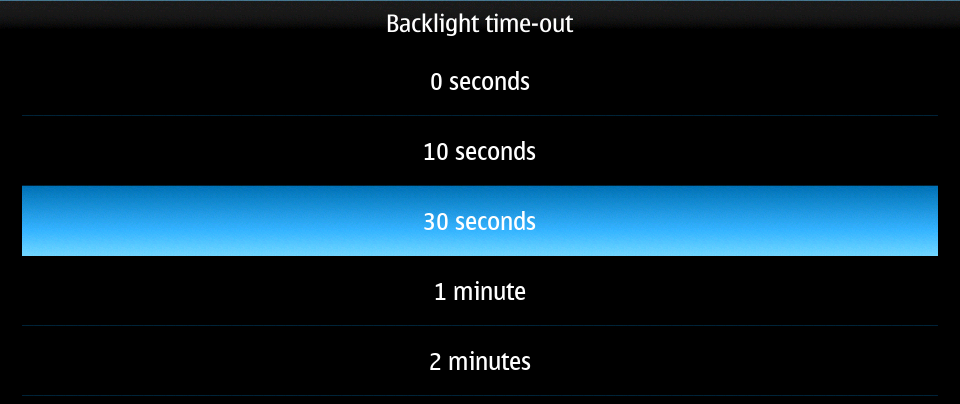 Backlight time-out
0 seconds
10 seconds
30 seconds
1 minute
2 minutes